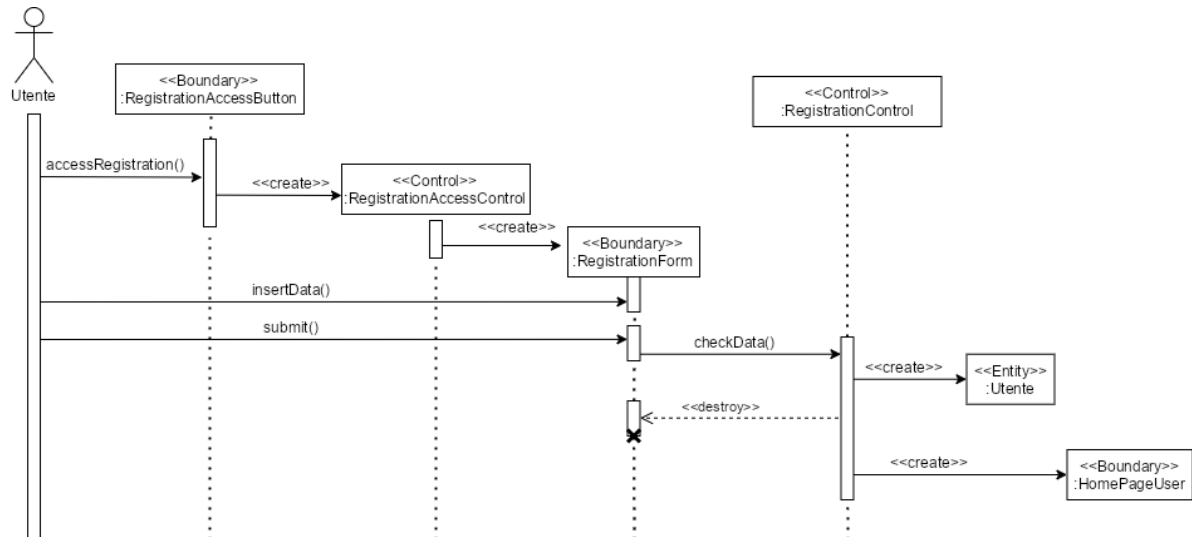 Utente
<<Boundary>>
:RegistrationAccessButton
<<Control>>
:RegistrationControl
accessRegistration()
<<create>>
<<Control>>
:RegistrationAccessControl
<<create>>
<<Boundary>>
:RegistrationForm
insertData()
submit()
checkData()
<<create>>
<<Entity>>
:Utente
<<destroy>>
<<create>>
<<Boundary>>
:HomePageUser